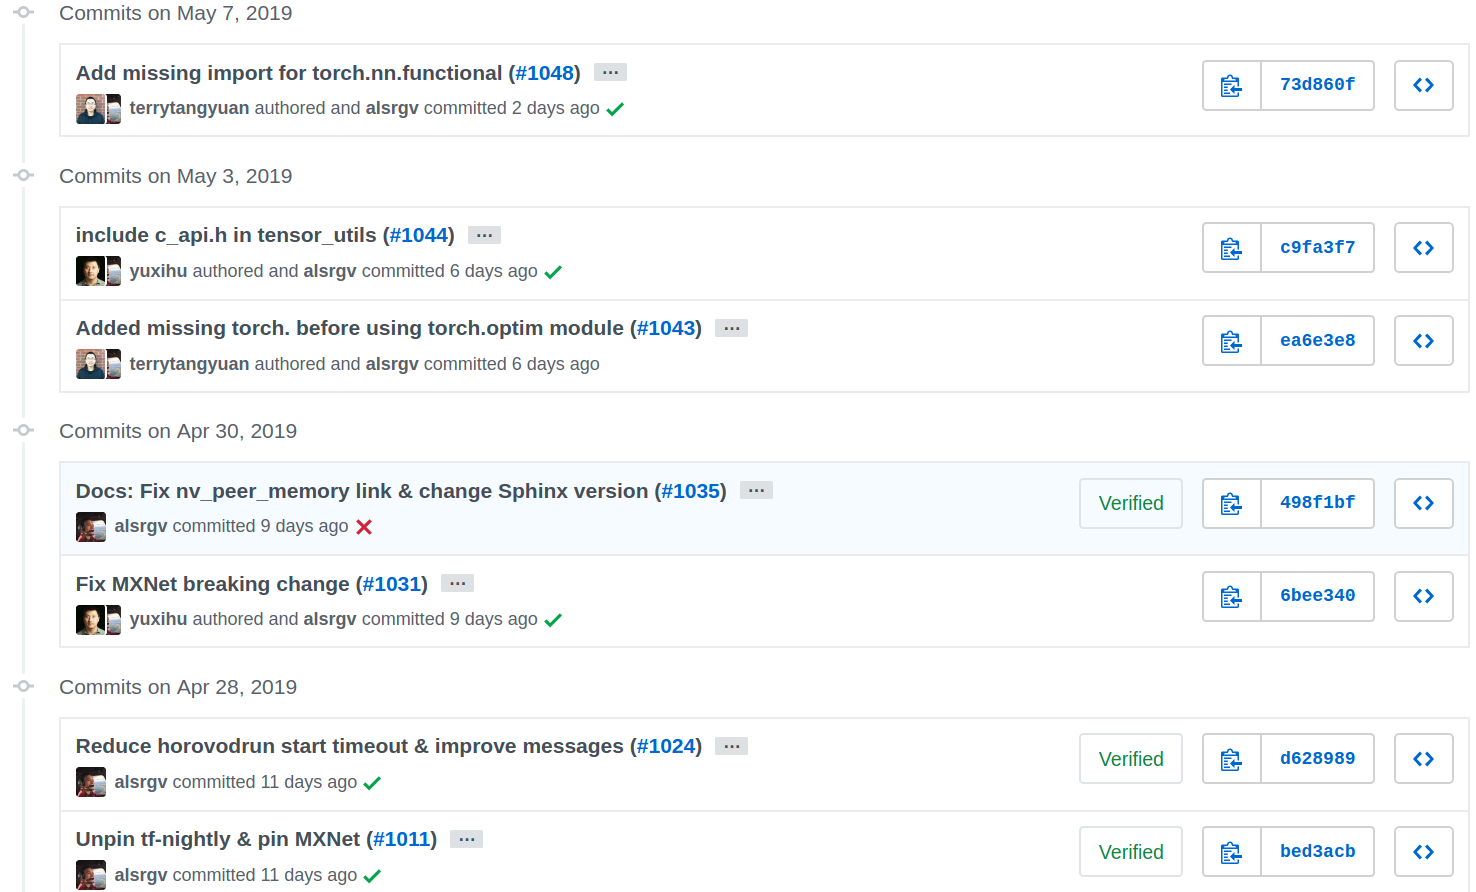 Commits on May 7, 2019
Add missing import for torch.nn.functional (#1048) ...
73d860f
terrytangyuan authored and alsrgv committed 2 days ago
Commits on May 3, 2019
include c_api.h in tensor_utils (#1044) ...
c9fa3f7
yuxihu authored and alsrgv committed 6 days ago
Added missing torch. before using torch.optim module (#1043) ...
ea6e3e8
terrytangyuan authored and alsrgv committed 6 days ago
Commits on Apr 30, 2019
Docs: Fix nv_peer_memory link & change Sphinx version (#1035) ...
Verified 498f1bf
alsrgv committed 9 days ago
Fix MXNet breaking change (#1031) ...
6bee340
yuxihu authored and alsrgv committed 9 days ago
Commits on Apr 28, 2019
Reduce horovodrun start timeout & improve messages (#1024) ...
Verified d628989
alsrgv committed 11 days ago
Unpin tf-nightly & pin MXNet (#1011) ...
Verified bed3acb
alsrgv committed 11 days ago